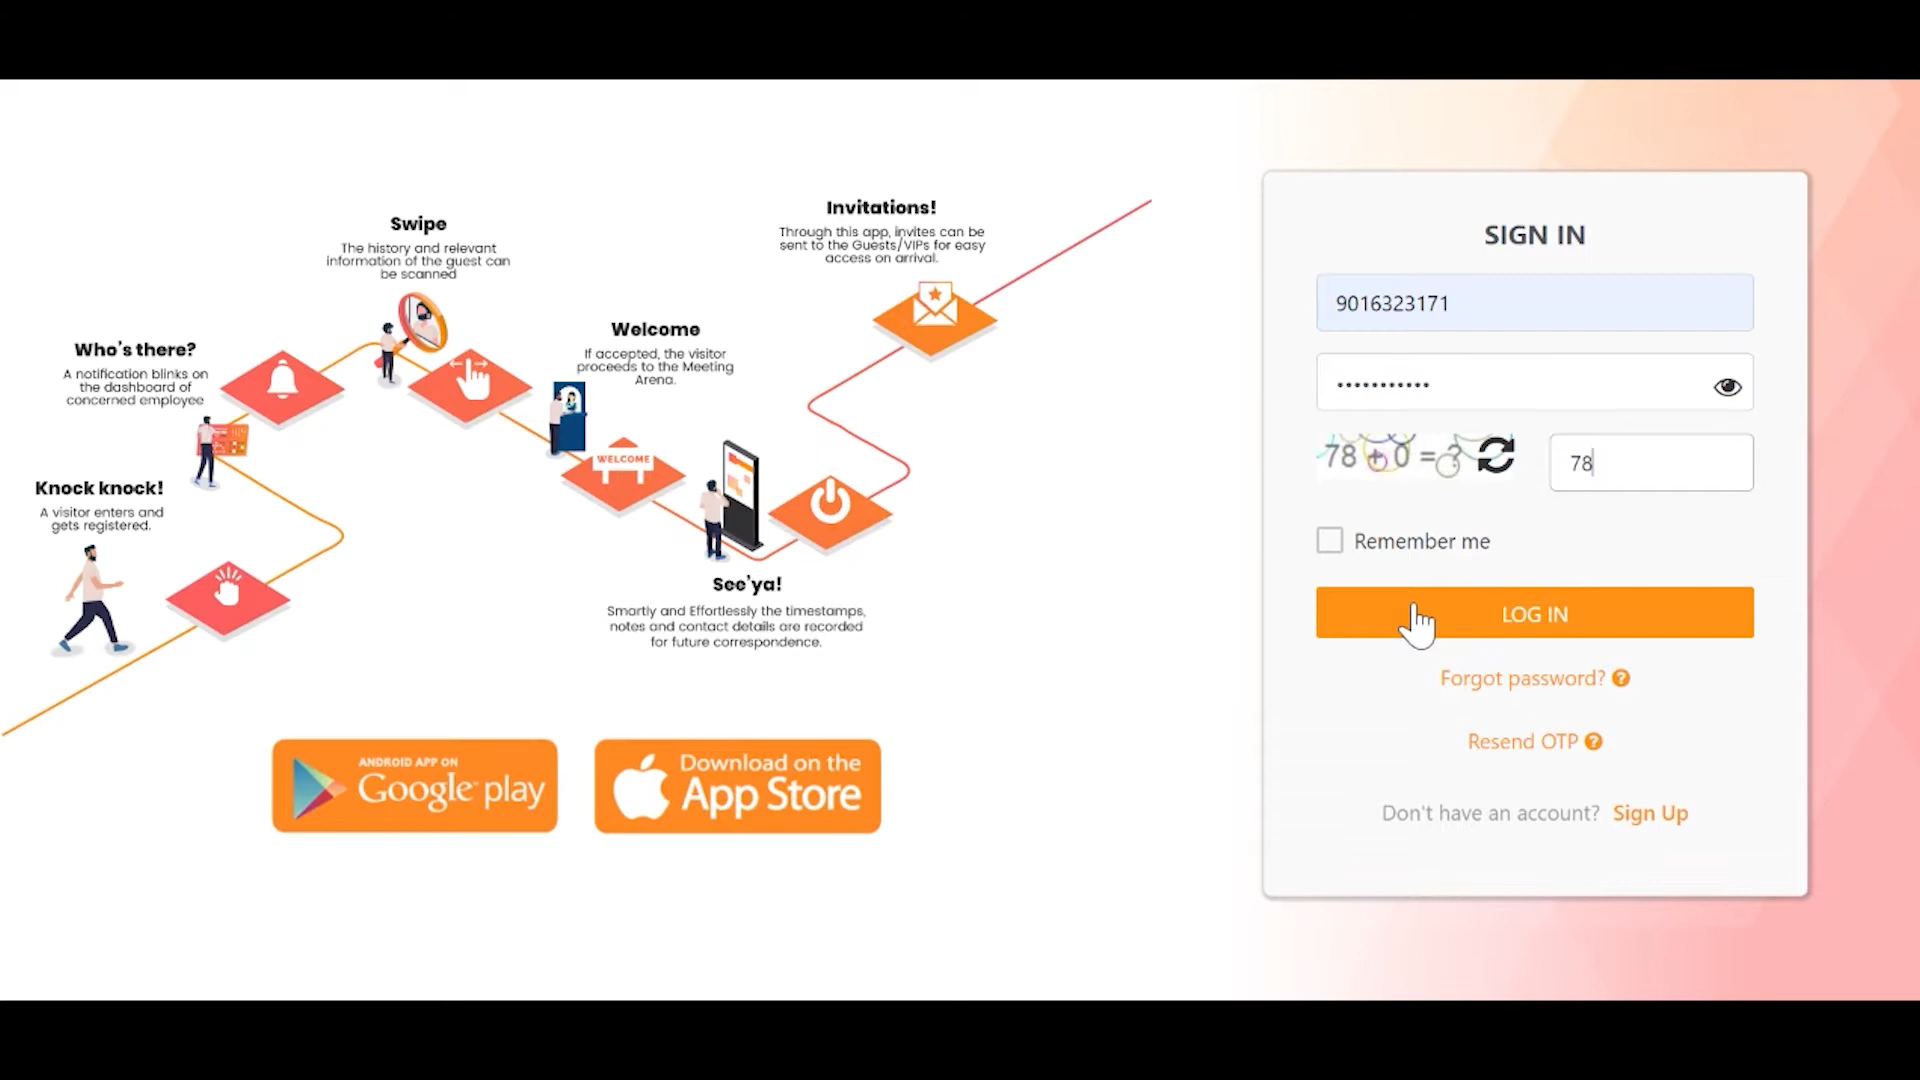 Invitations!
Through this app, invites can be
sent to the Guests/VIPs for easy
access on arrival.
Swipe
The history and relevant
information of the guest can
be scanned
Welcome
If accepted, the visitor
proceeds to the Meeting
Arena.
WELCOME
Who's there?
A notification blinks on
the dashboard of
concerned employee
Knock knock!
A visitor enters and
gets registered.
See'ya!
Smartly and Effortlessly the timestamps,
notes and contact details are recorded
for future correspondence.
ANDROID APP ON
Google play
Download on the
App Store
SIGN IN
9016323171
•••••••••••
78 + 0 = ?
78
Remember me
LOG IN
Forgot password?
Resend OTP
Don't have an account? Sign Up